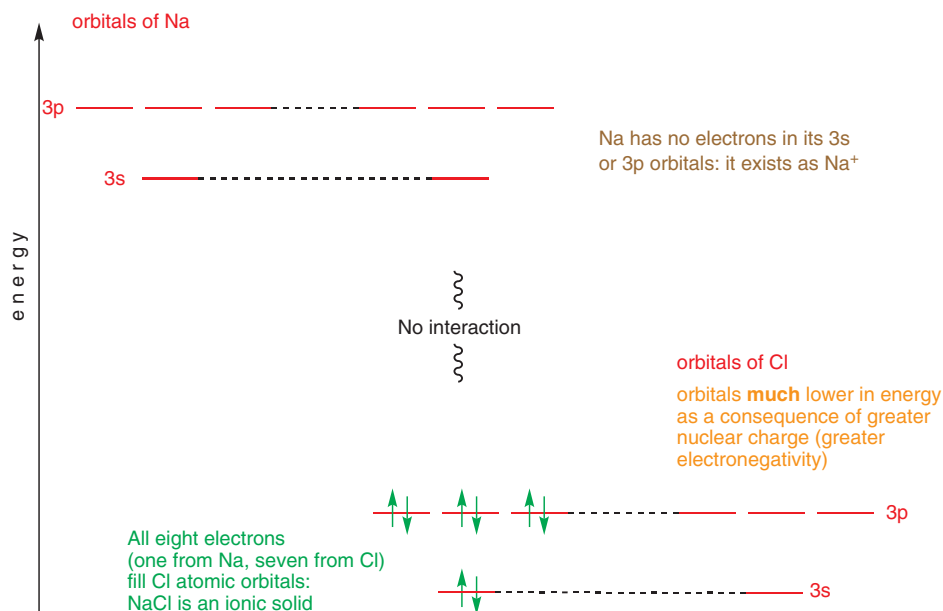 orbitals of Na
3p
Na has no electrons in its 3s
or 3p orbitals: it exists as Na⁺
3s
energy
No interaction
orbitals of Cl
orbitals much lower in energy
as a consequence of greater
nuclear charge (greater
electronegativity)
3p
All eight electrons
(one from Na, seven from Cl)
fill Cl atomic orbitals:
NaCl is an ionic solid
3s